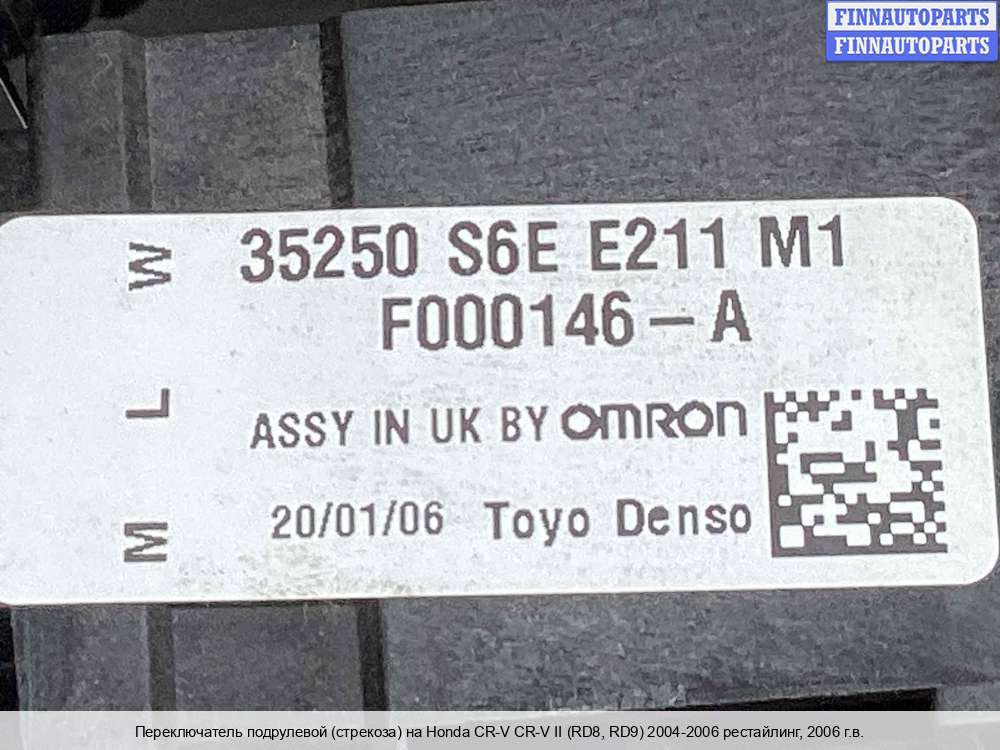 FINNAUTOPARTS
FINNAUTOPARTS
35250 S6E E211 M1
F000146-A
ASSY IN UK BY OMRON
20/01/06 Toyo Denso
W
L
M
Переключатель подрулевой (стрекоза) на Honda CR-V CR-V II (RD8, RD9) 2004-2006 рестайлинг, 2006 г.в.